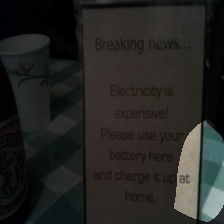 Breaking news...
Electricity is
expensive!
Please use your
battery here
and charge it up at
home.